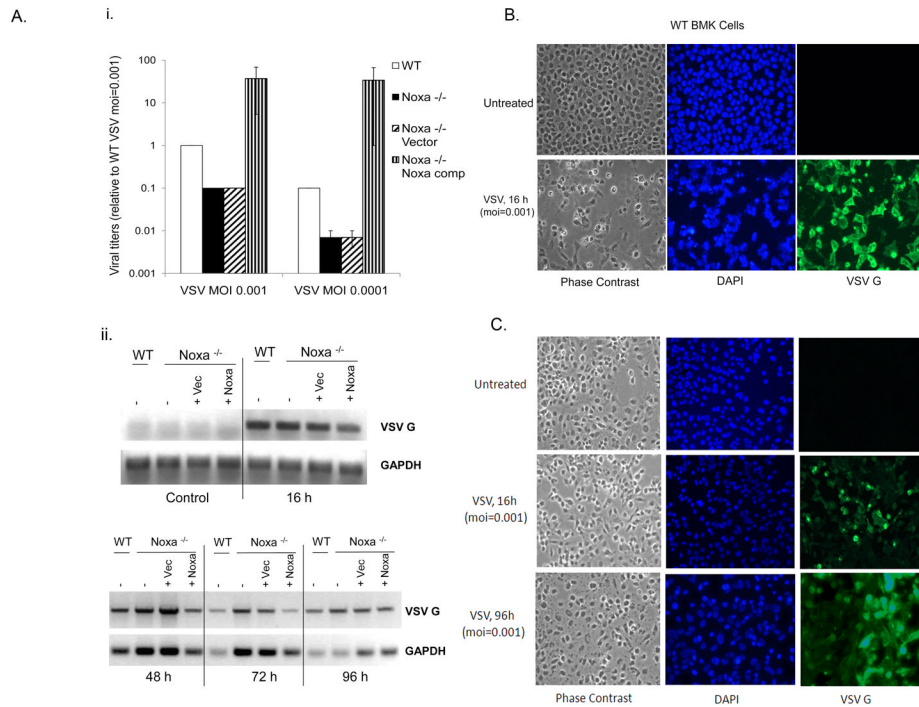 A.
i.
Viral titers (relative to WT VSV moi=0.001)
100
10
1
0.1
0.01
0.001
VSV MOI 0.001
VSV MOI 0.0001
WT
Noxa -/-
Noxa -/-
Vector
Noxa -/-
Noxa comp
ii.
WT
Noxa -/-
WT
Noxa -/-
-
-
+ Vec
+ Noxa
-
-
+ Vec
+ Noxa
VSV G
GAPDH
Control
16 h
WT
Noxa -/-
WT
Noxa -/-
WT
Noxa -/-
-
-
+ Vec
+ Noxa
-
-
+ Vec
+ Noxa
-
-
+ Vec
+ Noxa
VSV G
GAPDH
48 h
72 h
96 h
B.
WT BMK Cells
Untreated
VSV, 16 h
(moi=0.001)
Phase Contrast
DAPI
VSV G
C.
Untreated
VSV, 16h
(moi=0.001)
VSV, 96h
(moi=0.001)
Phase Contrast
DAPI
VSV G